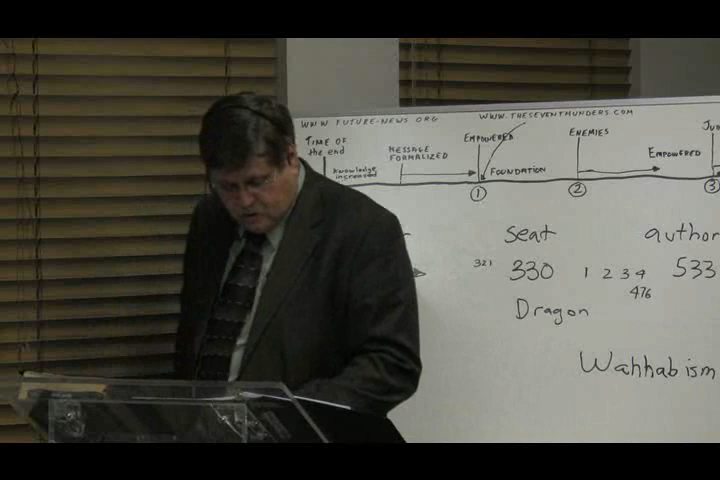 WWW FUTURE-NEWS ORG
WWW.THESEVENTHUNDERS.COM
TIME OF
the end
Knowledge
increased
MESSAGE
FORMALIZED
EMPOWERED
1
FOUNDATION
ENEMIES
2
EMPOWERED
3
seat
author
321
330
1 2 3 4
476
533
Dragon
Wahhabism